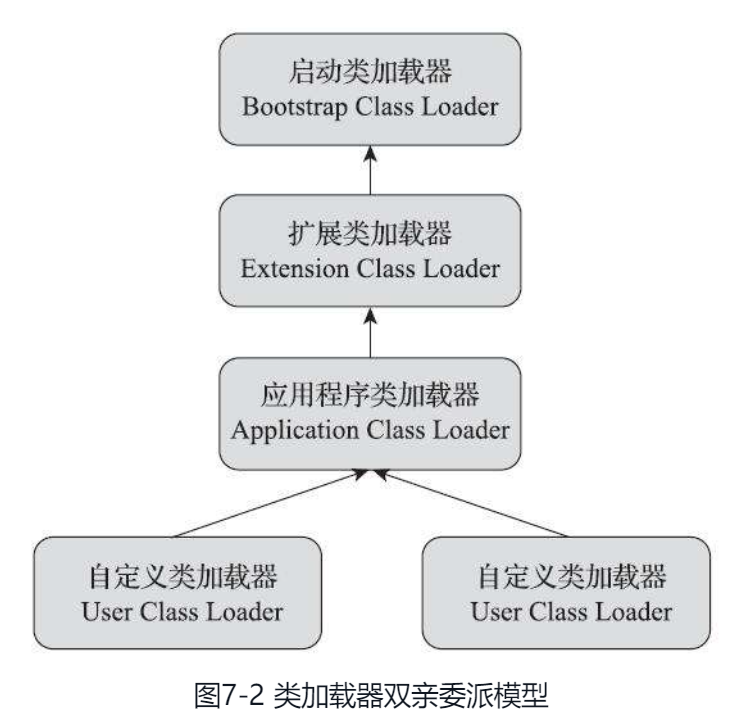 启动类加载器
Bootstrap Class Loader
扩展类加载器
Extension Class Loader
应用程序类加载器
Application Class Loader
自定义类加载器
User Class Loader
自定义类加载器
User Class Loader
图7-2 类加载器双亲委派模型